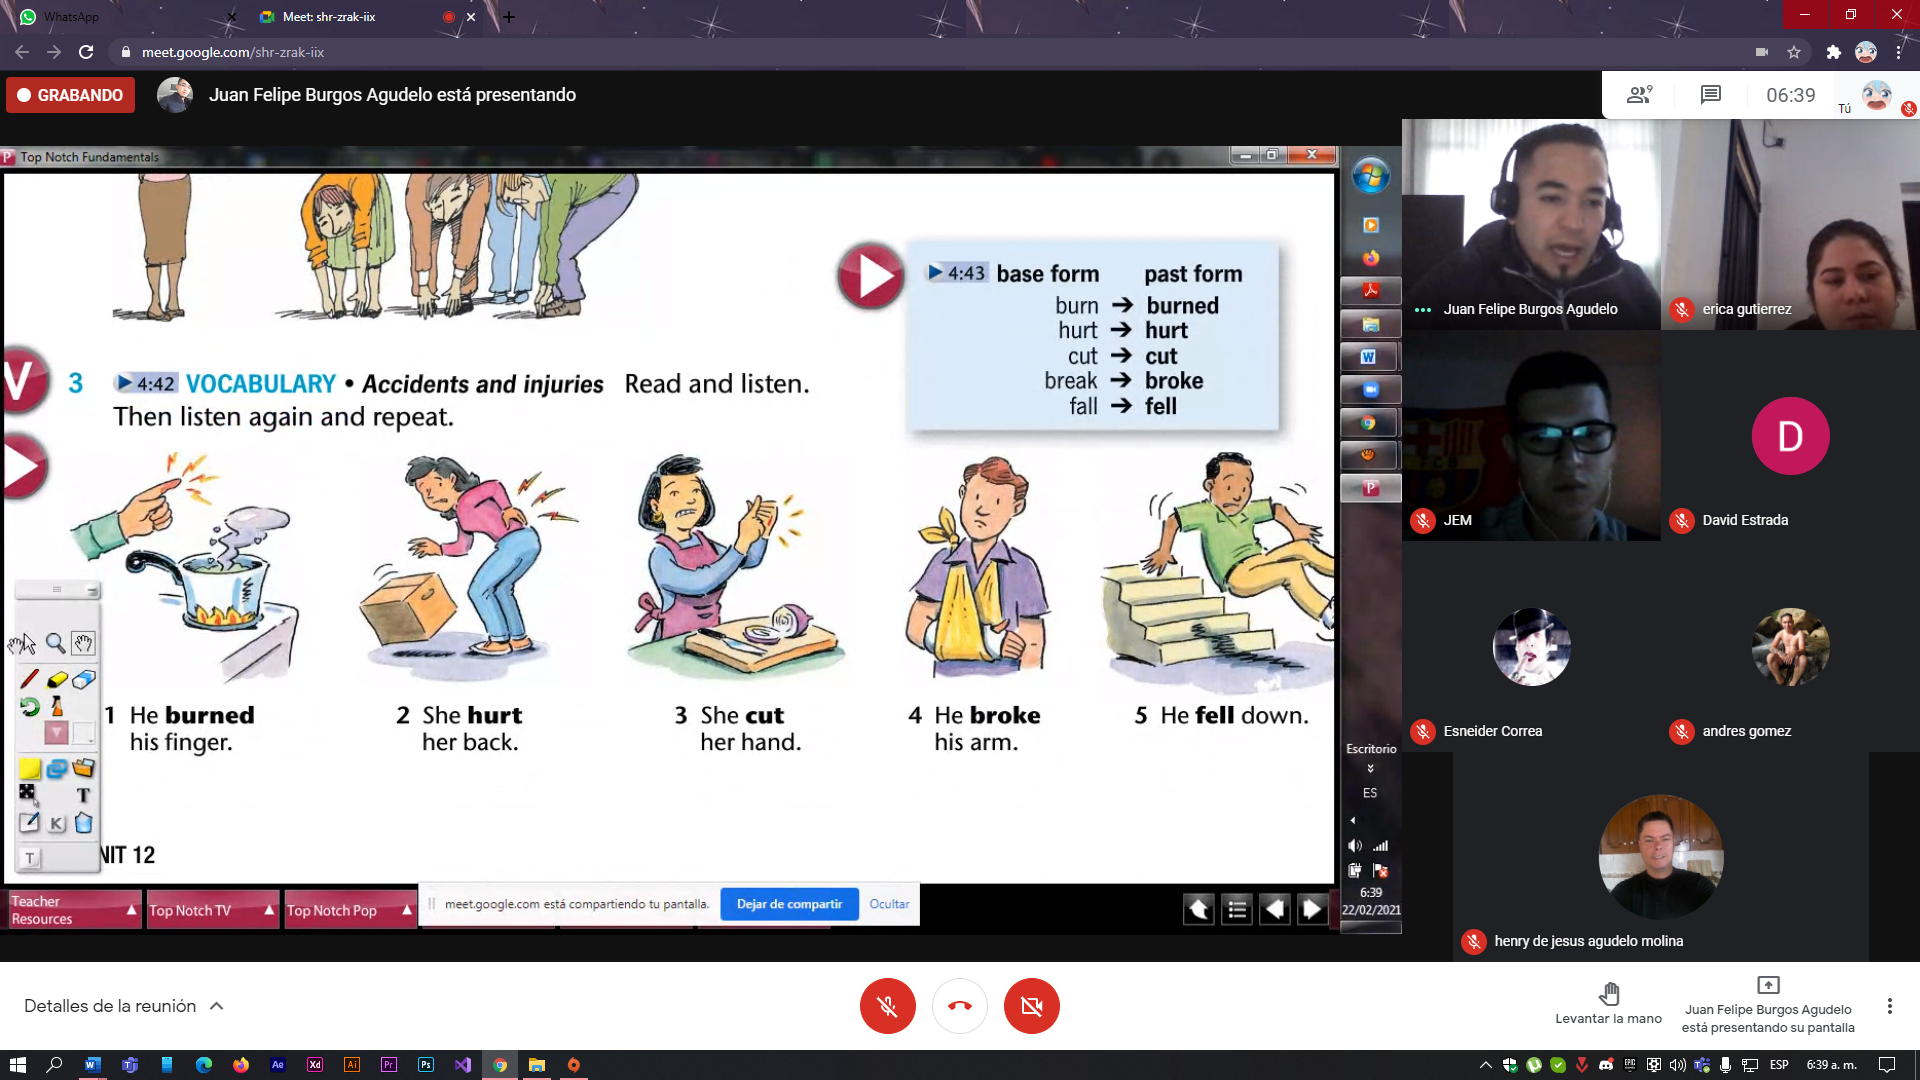 WhatsApp
Meet: shr-zrak-iix
meet.google.com/shr-zrak-iix
GRABANDO
Juan Felipe Burgos Agudelo está presentando
9
06:39
Tú
Top Notch Fundamentals
4:43 base form past form
burn → burned
hurt → hurt
cut → cut
break → broke
fall → fell
V
3 4:42 VOCABULARY • Accidents and injuries Read and listen.
Then listen again and repeat.
1 He burned
his finger.
2 She hurt
her back.
3 She cut
her hand.
4 He broke
his arm.
5 He fell down.
NIT 12
T
K
T
Teacher
Resources
Top Notch TV
Top Notch Pop
meet.google.com está compartiendo tu pantalla.
Dejar de compartir
Ocultar
Escritorio
ES
6:39
22/02/2021
Juan Felipe Burgos Agudelo
erica gutierrez
JEM
D
David Estrada
Esneider Correa
andres gomez
henry de jesus agudelo molina
Detalles de la reunión
Levantar la mano
Juan Felipe Burgos Agudelo
está presentando su pantalla
Ae
Xd
Ai
Pr
Ps
ESP
6:39 a. m.